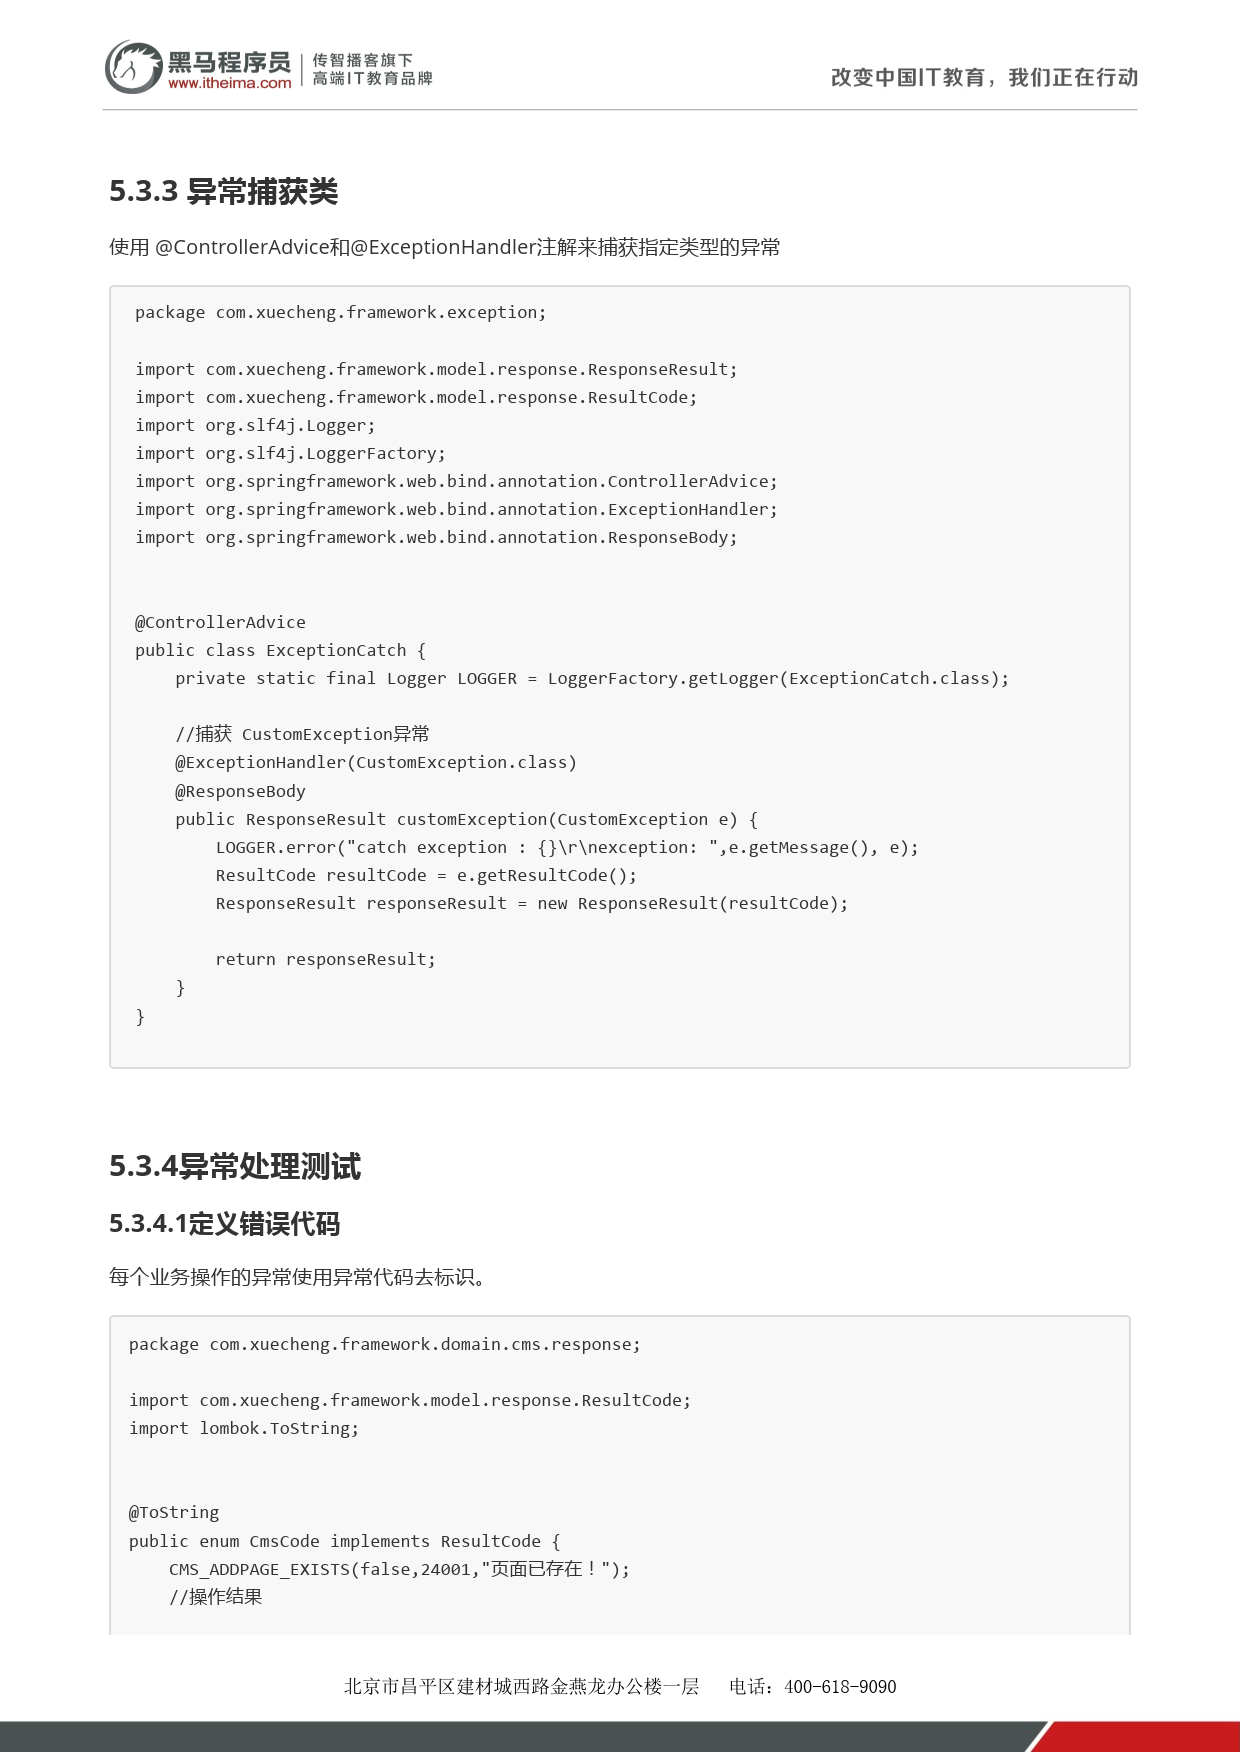 黑马程序员
www.itheima.com
传智播客旗下
高端IT教育品牌
改变中国IT教育，我们正在行动
5.3.3 异常捕获类
使用 @ControllerAdvice和@ExceptionHandler注解来捕获指定类型的异常
package com.xuecheng.framework.exception;
import com.xuecheng.framework.model.response.ResponseResult;
import com.xuecheng.framework.model.response.ResultCode;
import org.slf4j.Logger;
import org.slf4j.LoggerFactory;
import org.springframework.web.bind.annotation.ControllerAdvice;
import org.springframework.web.bind.annotation.ExceptionHandler;
import org.springframework.web.bind.annotation.ResponseBody;
@ControllerAdvice
public class ExceptionCatch {
    private static final Logger LOGGER = LoggerFactory.getLogger(ExceptionCatch.class);
    //捕获 CustomException异常
    @ExceptionHandler(CustomException.class)
    @ResponseBody
    public ResponseResult customException(CustomException e) {
        LOGGER.error("catch exception : {}\r\nexception: ",e.getMessage(), e);
        ResultCode resultCode = e.getResultCode();
        ResponseResult responseResult = new ResponseResult(resultCode);
        return responseResult;
    }
}
5.3.4异常处理测试
5.3.4.1定义错误代码
每个业务操作的异常使用异常代码去标识。
package com.xuecheng.framework.domain.cms.response;
import com.xuecheng.framework.model.response.ResultCode;
import lombok.ToString;
@ToString
public enum CmsCode implements ResultCode {
    CMS_ADDPAGE_EXISTS(false,24001,"页面已存在！");
    //操作结果
北京市昌平区建材城西路金燕龙办公楼一层 电话：400-618-9090